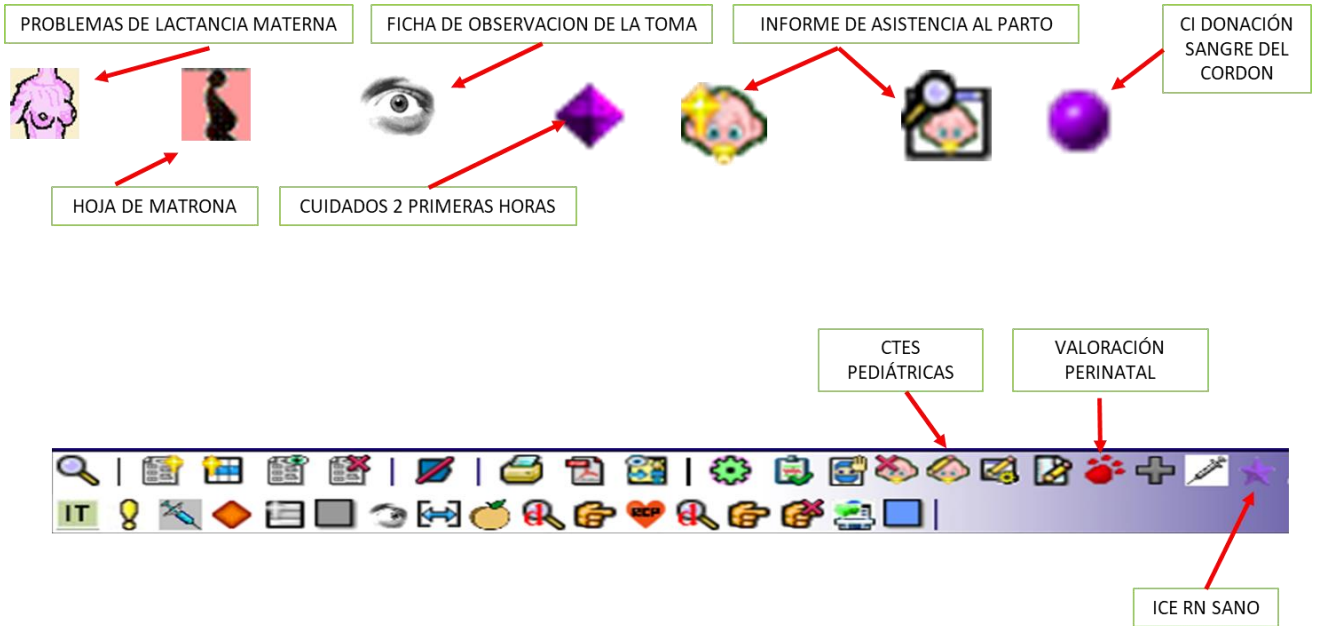 PROBLEMAS DE LACTANCIA MATERNA
FICHA DE OBSERVACION DE LA TOMA
INFORME DE ASISTENCIA AL PARTO
CI DONACIÓN
SANGRE DEL
CORDON
HOJA DE MATRONA
CUIDADOS 2 PRIMERAS HORAS
CTES
PEDIÁTRICAS
VALORACIÓN
PERINATAL
IT
RCP
ICE RN SANO